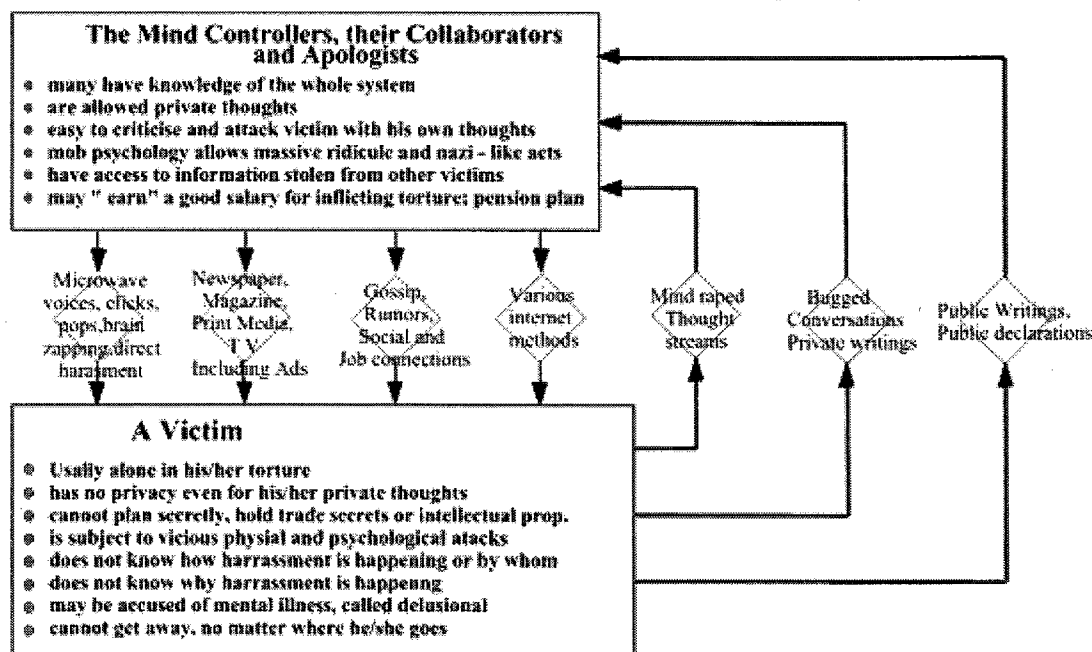 The Mind Controllers, their Collaborators
and Apologists
many have knowledge of the whole system
are allowed private thoughts
easy to criticise and attack victim with his own thoughts
mob psychology allows massive ridicule and nazi - like acts
have access to information stolen from other victims
may " earn" a good salary for inflicting torture; pension plan
Microwave
voices, clicks,
pops,brain
zapping,direct
harasment
Newspaper,
Magazine,
Print Media,
T V
Including Ads
Gossip,
Rumors,
Social and
Job connections
Various
internet
methods
Mind raped
Thought
streams
Bugged
Conversations
Private writings
Public Writings,
Public declarations
A Victim
Usally alone in his/her torture
has no privacy even for his/her private thoughts
cannot plan secretly, hold trade secrets or intellectual prop.
is subject to vicious physial and psychological atacks
does not know how harrassment is happening or by whom
does not know why harrassment is happenng
may be accused of mental illness, called delusional
cannot get away, no matter where he/she goes